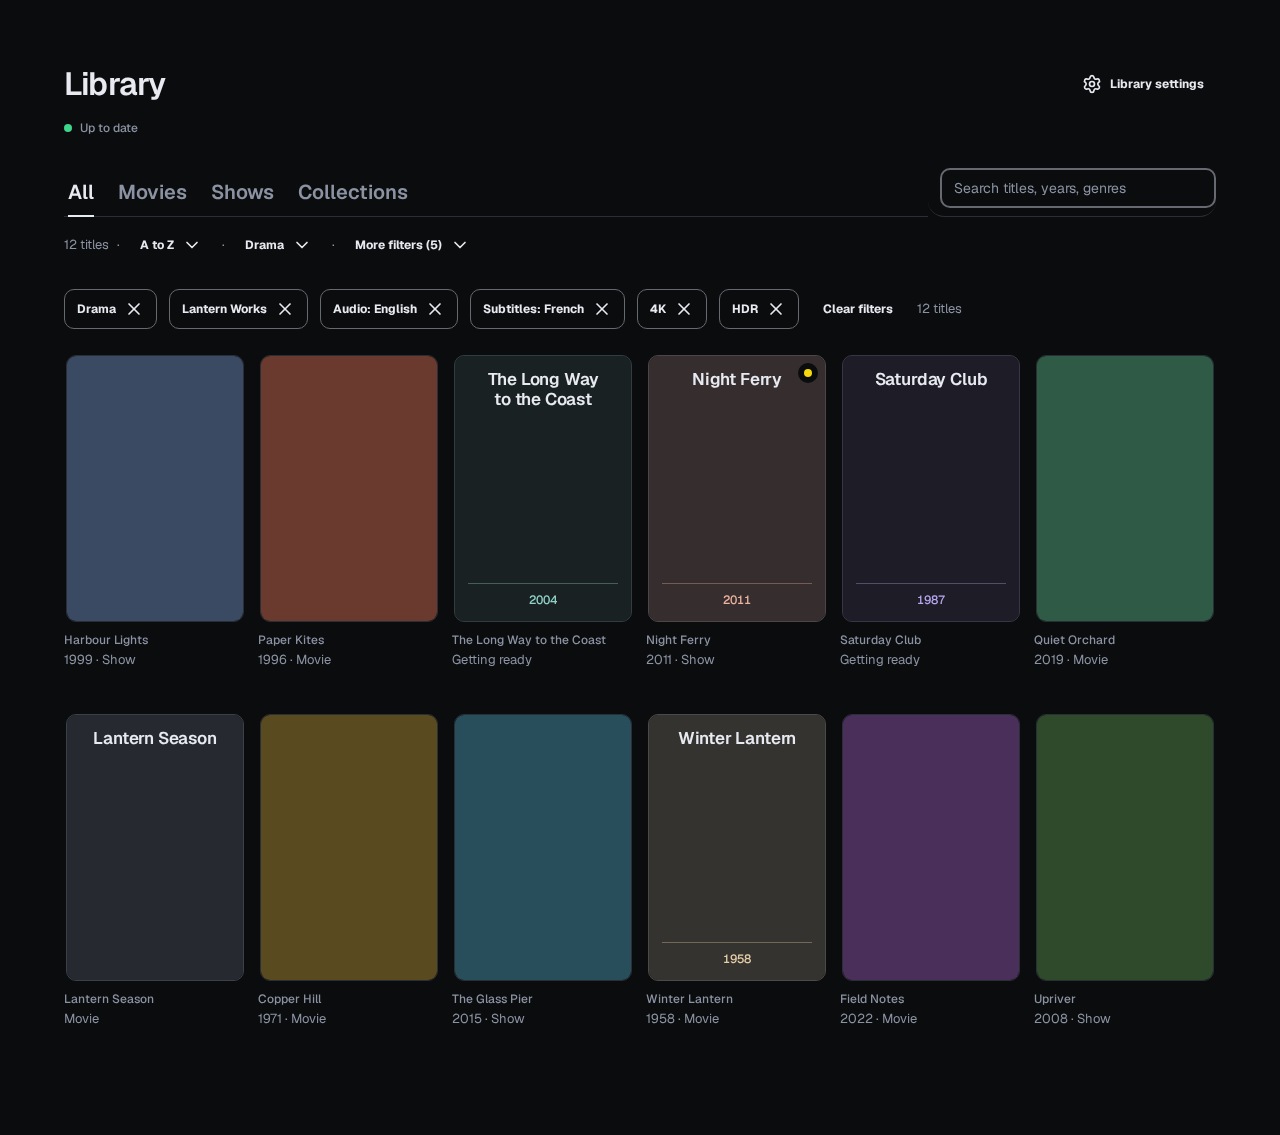 Library
Library settings
Up to date
All
Movies
Shows
Collections
Search titles, years, genres
12 titles · A to Z · Drama · More filters (5)
Drama
Lantern Works
Audio: English
Subtitles: French
4K
HDR
Clear filters
12 titles
The Long Way
to the Coast
2004
Night Ferry
2011
Saturday Club
1987
Harbour Lights
1999 · Show
Paper Kites
1996 · Movie
The Long Way to the Coast
Getting ready
Night Ferry
2011 · Show
Saturday Club
Getting ready
Quiet Orchard
2019 · Movie
Lantern Season
Winter Lantern
1958
Lantern Season
Movie
Copper Hill
1971 · Movie
The Glass Pier
2015 · Show
Winter Lantern
1958 · Movie
Field Notes
2022 · Movie
Upriver
2008 · Show